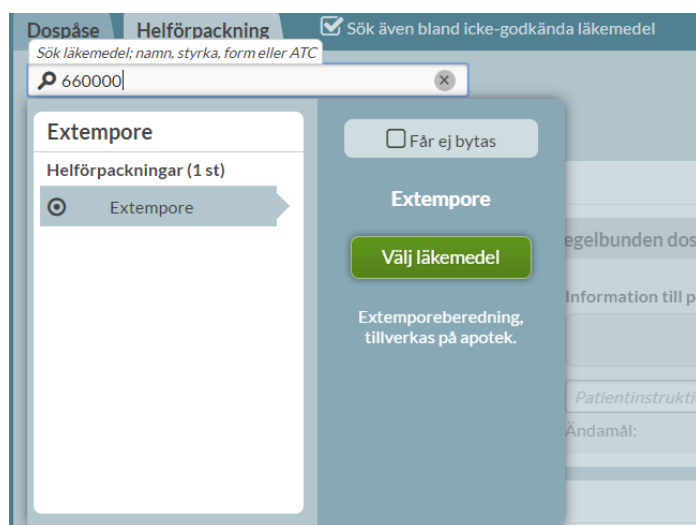 Dospåse Helförpackning Sök även bland icke-godkända läkemedel
Sök läkemedel; namn, styrka, form eller ATC
660000
Extempore
Helförpackningar (1 st)
Extempore
Får ej bytas
Extempore
Välj läkemedel
Extemporeberedning,
tillverkas på apotek.
egelbunden dos
Information till p
Patientinstrukti
Ändamål: